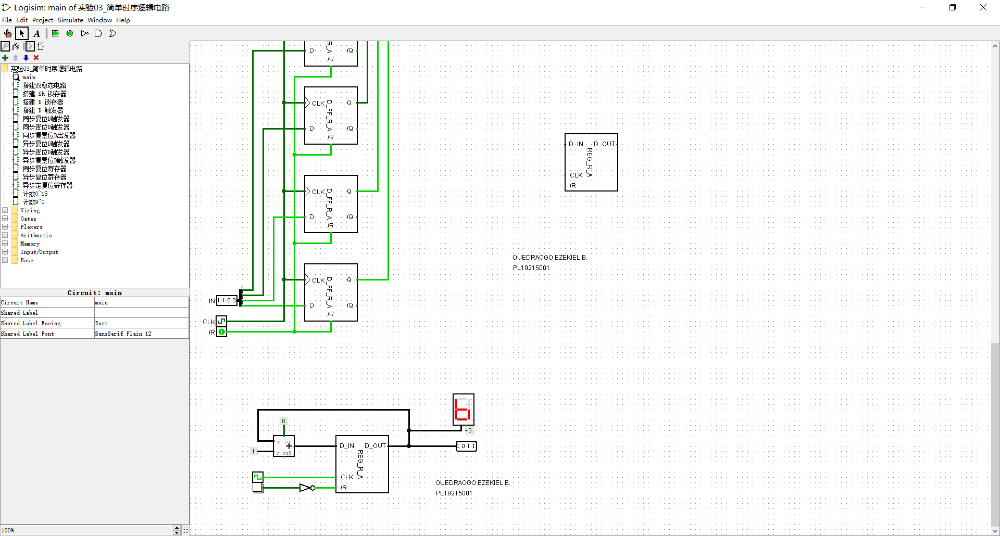 Logisim: main of 实验03_简单时序逻辑电路
File Edit Project Simulate Window Help
A
实验03_简单时序逻辑电路
main
搭建双稳态电路
搭建 SR 锁存器
搭建 D 锁存器
搭建 D 触发器
同步复位D触发器
同步置位D触发器
同步复置位D出发器
异步复位D触发器
异步置位D触发器
异步复置位D触发器
同步复位寄存器
异步复位寄存器
异步定复位寄存器
计数0~15
计数9~0
Wiring
Gates
Plexers
Arithmetic
Memory
Input/Output
Base
Circuit: main
Circuit Name main
Shared Label
Shared Label Facing East
Shared Label Font SansSerif Plain 12
100%
D R_A /Q
/R
CLK D_FF_R_A Q
D /Q
/R
CLK D_FF_R_A Q
D /Q
/R
CLK D_FF_R_A Q
D /Q
/R
IN 1 1 0 0
CLK
/R 1
D_IN D_OUT
REG_R_A
CLK
/R
OUEDRAOGO EZEKIEL B.
PL19215001
b
0
0
c in
+
1
c out
D_IN D_OUT
REG_R_A
CLK
/R
1 0 1 1
OUEDRAOGO EZEKIEL B.
PL19215001